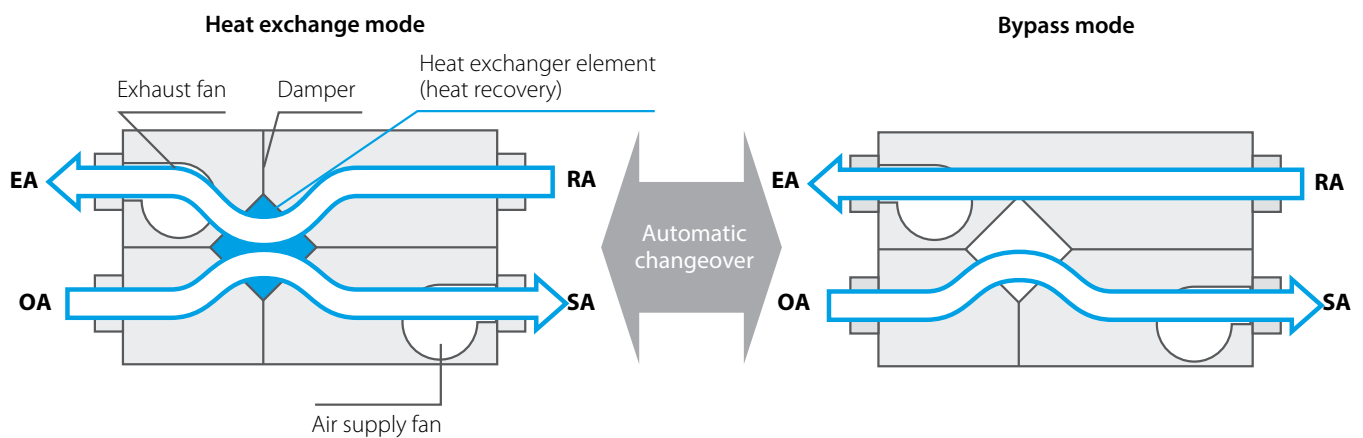 Heat exchange mode
Bypass mode
Heat exchanger element
(heat recovery)
Exhaust fan
Damper
EA
RA
EA
RA
Automatic
changeover
OA
SA
OA
SA
Air supply fan